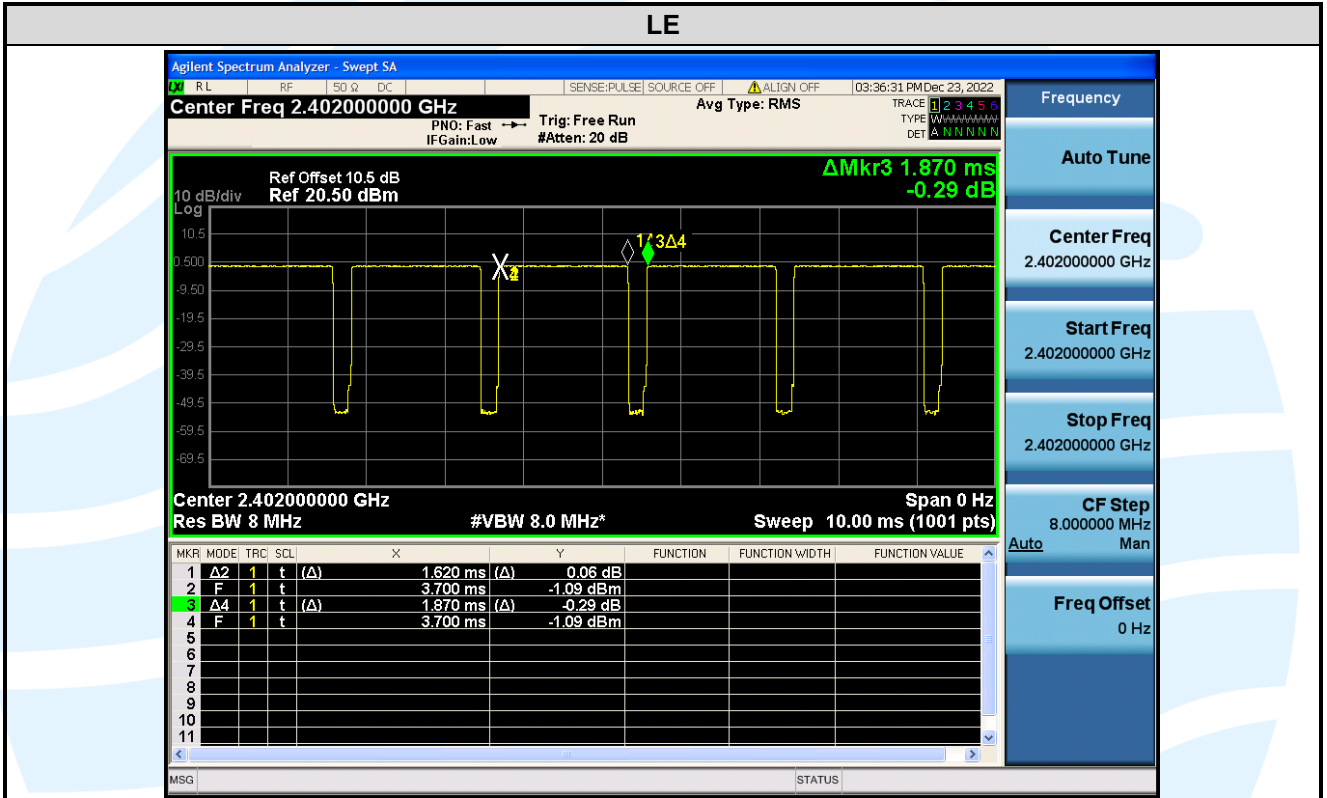 LE
Agilent Spectrum Analyzer - Swept SA
LXI RL RF 50 Ω DC SENSE:PULSE SOURCE OFF ALIGN OFF 03:36:31 PM Dec 23, 2022
Center Freq 2.402000000 GHz
PNO: Fast
IFGain:Low
Trig: Free Run
#Atten: 20 dB
Avg Type: RMS
TRACE 1 2 3 4 5 6
TYPE WWWWWW
DET A N N N N N
ΔMkr3 1.870 ms
-0.29 dB
Ref Offset 10.5 dB
10 dB/div Ref 20.50 dBm
Log
10.5
0.500
-9.50
-19.5
-29.5
-39.5
-49.5
-59.5
-69.5
3Δ4
Center 2.402000000 GHz Span 0 Hz
Res BW 8 MHz #VBW 8.0 MHz* Sweep 10.00 ms (1001 pts)
MKR MODE TRC SCL X Y FUNCTION FUNCTION WIDTH FUNCTION VALUE
1 Δ2 1 t (Δ) 1.620 ms (Δ) 0.06 dB
2 F 1 t 3.700 ms -1.09 dBm
3 Δ4 1 t (Δ) 1.870 ms (Δ) -0.29 dB
4 F 1 t 3.700 ms -1.09 dBm
5
6
7
8
9
10
11
MSG STATUS
Frequency
Auto Tune
Center Freq
2.402000000 GHz
Start Freq
2.402000000 GHz
Stop Freq
2.402000000 GHz
CF Step
8.000000 MHz
Auto Man
Freq Offset
0 Hz